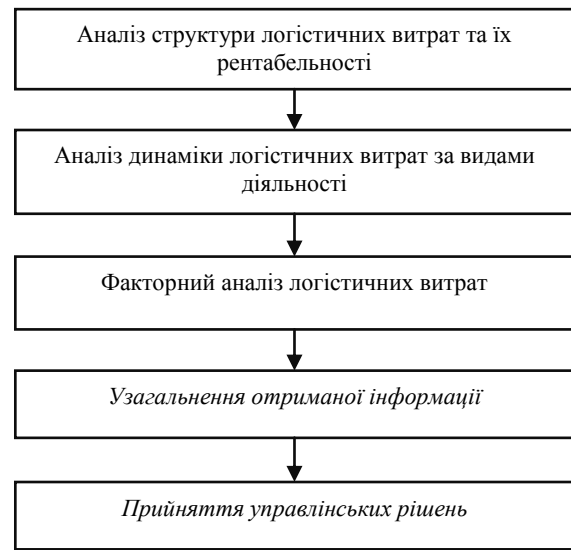 Аналіз структури логістичних витрат та їх
рентабельності
Аналіз динаміки логістичних витрат за видами
діяльності
Факторний аналіз логістичних витрат
Узагальнення отриманої інформації
Прийняття управлінських рішень